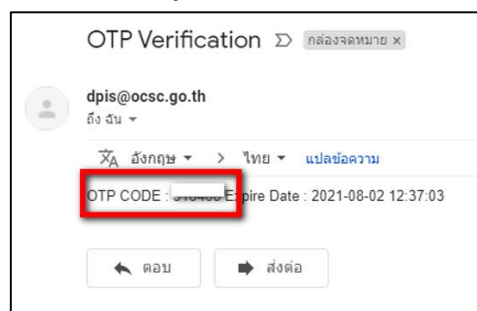 OTP Verification กล่องจดหมาย x
dpis@ocsc.go.th
ถึง ฉัน
อังกฤษ > ไทย แปลข้อความ
OTP CODE : Expire Date : 2021-08-02 12:37:03
ตอบ ส่งต่อ